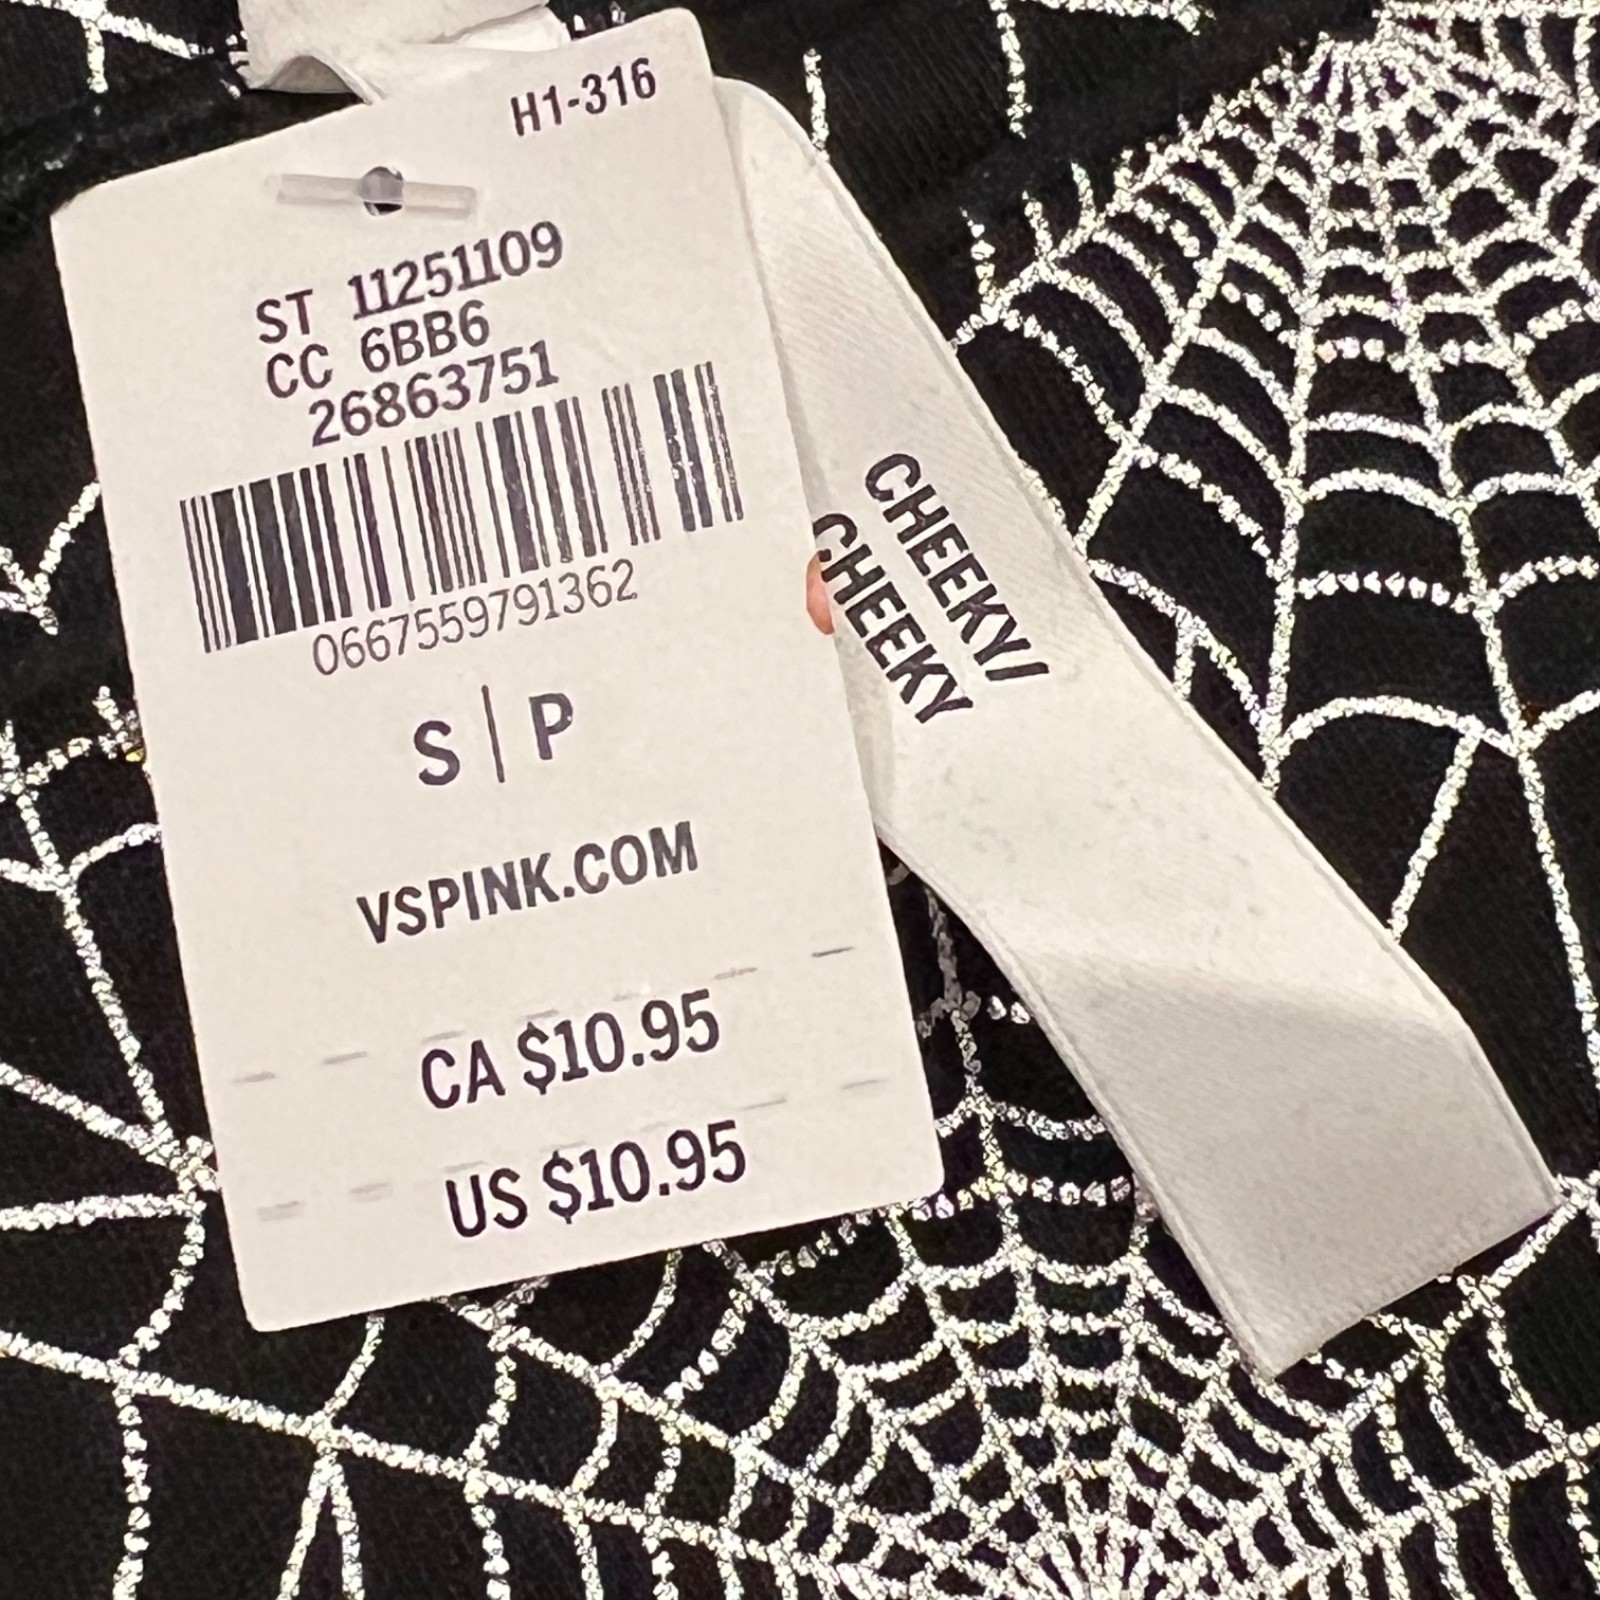 H1-316
ST 11251109
CC 6BB6
26863751
0667559791362
S | P
VSPINK.COM
CA $10.95
US $10.95
CHEEKY/
CHEEKY